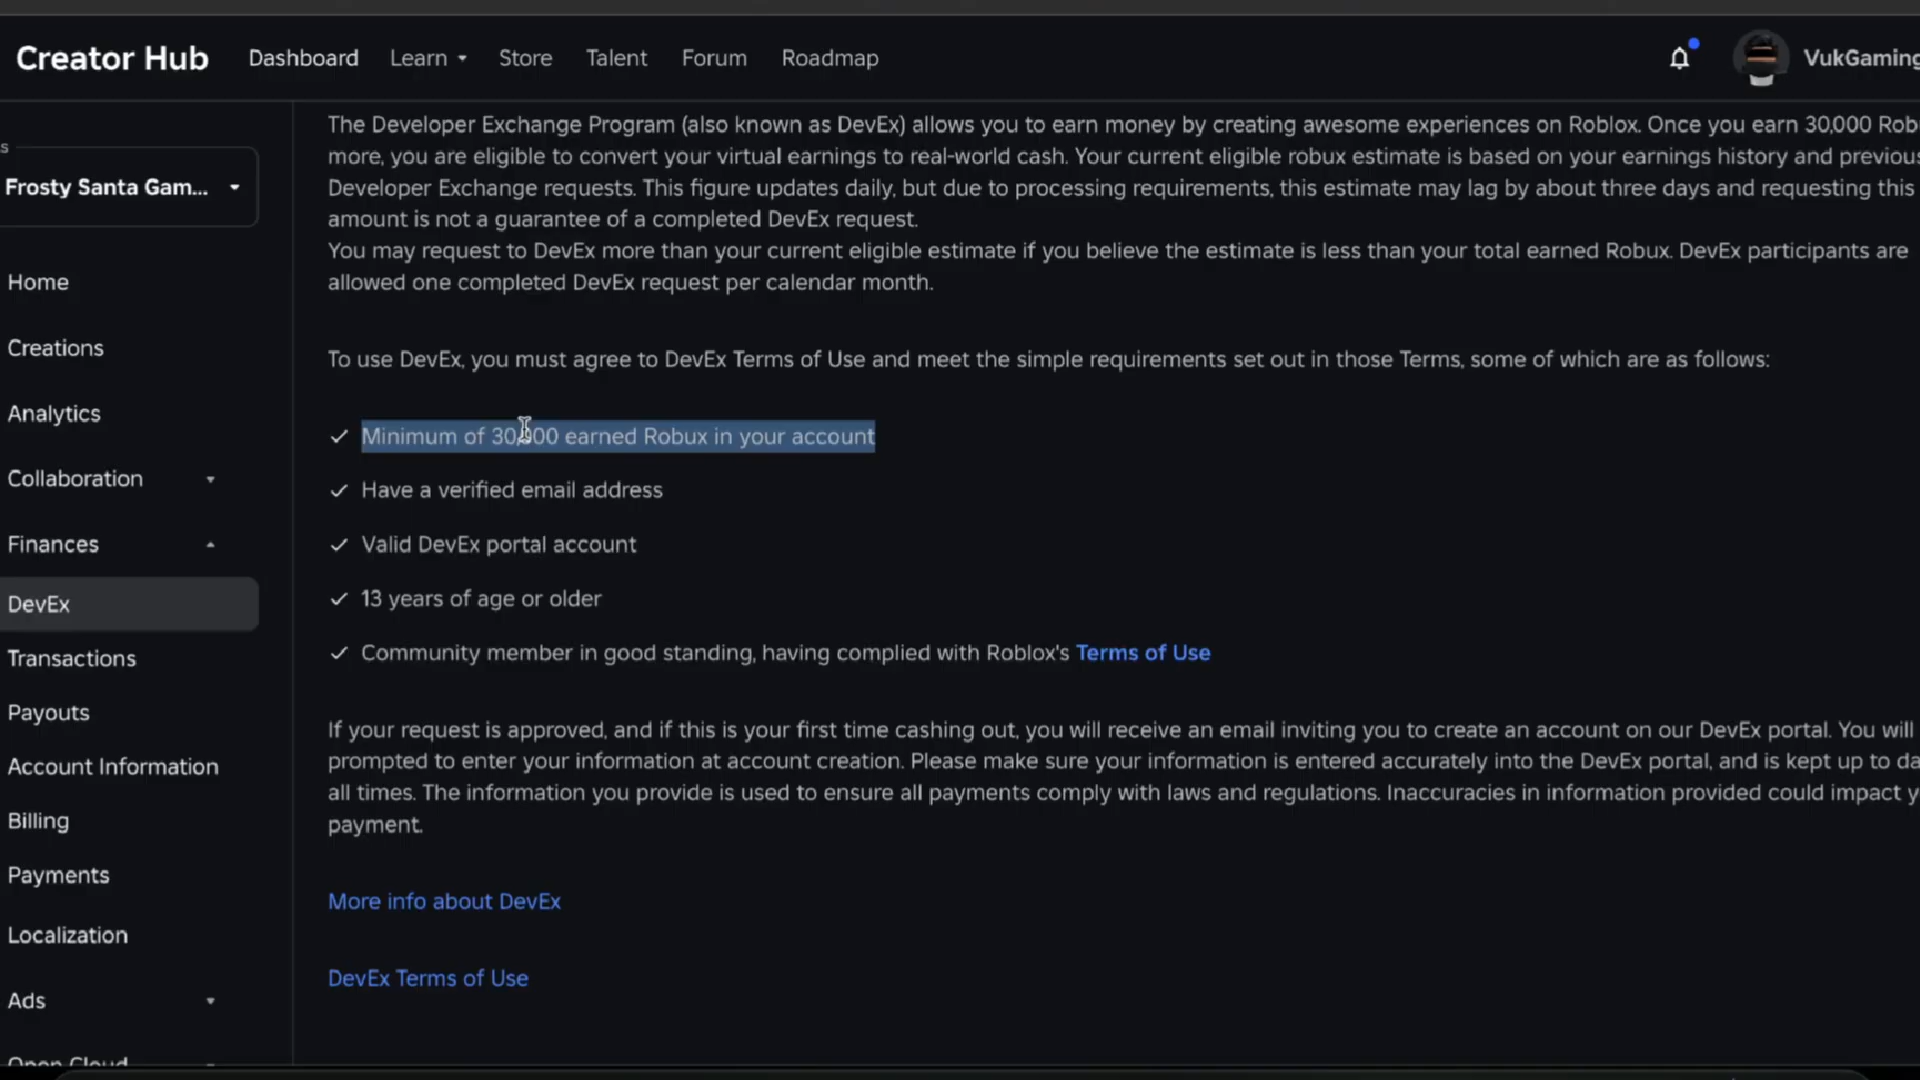 Creator Hub Dashboard Learn Store Talent Forum Roadmap VukGaming
s
Frosty Santa Gam...
Home
Creations
Analytics
Collaboration
Finances
DevEx
Transactions
Payouts
Account Information
Billing
Payments
Localization
Ads
Open Cloud
The Developer Exchange Program (also known as DevEx) allows you to earn money by creating awesome experiences on Roblox. Once you earn 30,000 Rob
more, you are eligible to convert your virtual earnings to real-world cash. Your current eligible robux estimate is based on your earnings history and previous
Developer Exchange requests. This figure updates daily, but due to processing requirements, this estimate may lag by about three days and requesting this
amount is not a guarantee of a completed DevEx request.
You may request to DevEx more than your current eligible estimate if you believe the estimate is less than your total earned Robux. DevEx participants are
allowed one completed DevEx request per calendar month.
To use DevEx, you must agree to DevEx Terms of Use and meet the simple requirements set out in those Terms, some of which are as follows:
Minimum of 30,000 earned Robux in your account
Have a verified email address
Valid DevEx portal account
13 years of age or older
Community member in good standing, having complied with Roblox's Terms of Use
If your request is approved, and if this is your first time cashing out, you will receive an email inviting you to create an account on our DevEx portal. You will
prompted to enter your information at account creation. Please make sure your information is entered accurately into the DevEx portal, and is kept up to da
all times. The information you provide is used to ensure all payments comply with laws and regulations. Inaccuracies in information provided could impact y
payment.
More info about DevEx
DevEx Terms of Use